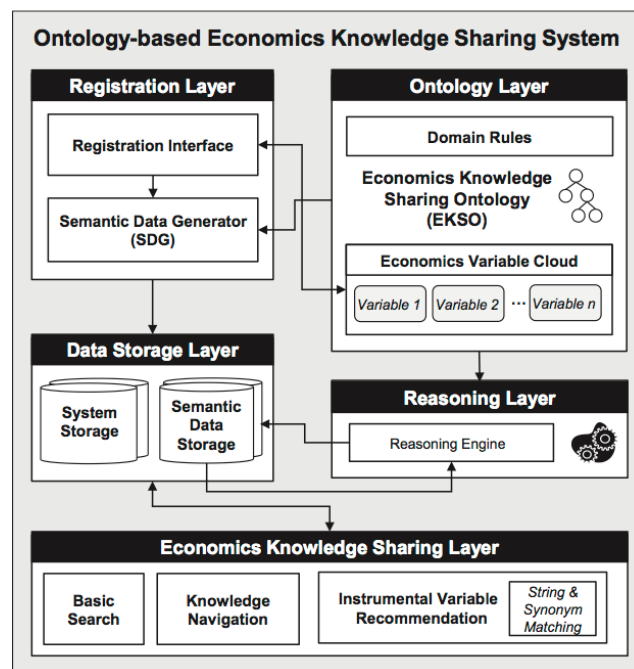 Ontology-based Economics Knowledge Sharing System
Registration Layer
Registration Interface
Semantic Data Generator
(SDG)
Ontology Layer
Domain Rules
Economics Knowledge
Sharing Ontology
(EKSO)
Economics Variable Cloud
Variable 1
Variable 2
...
Variable n
Data Storage Layer
System
Storage
Semantic
Data
Storage
Reasoning Layer
Reasoning Engine
Economics Knowledge Sharing Layer
Basic
Search
Knowledge
Navigation
Instrumental Variable
Recommendation
String &
Synonym
Matching